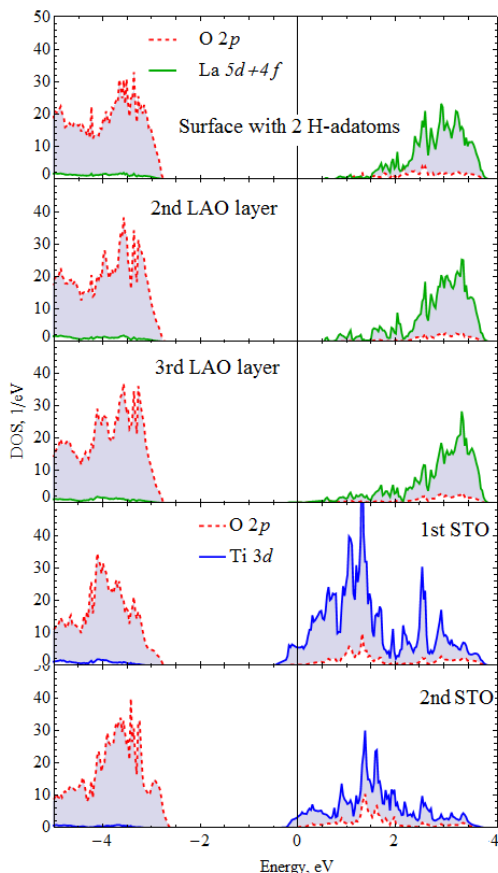 50
O 2p
40
La 5d+4f
30
Surface with 2 H-adatoms
20
10
0
2nd LAO layer
40
30
20
10
0
3rd LAO layer
40
30
20
10
0
O 2p
1st STO
40
Ti 3d
30
20
10
0
2nd STO
40
30
20
10
0
DOS, 1/eV
−4 −2 0 2 4
Energy, eV